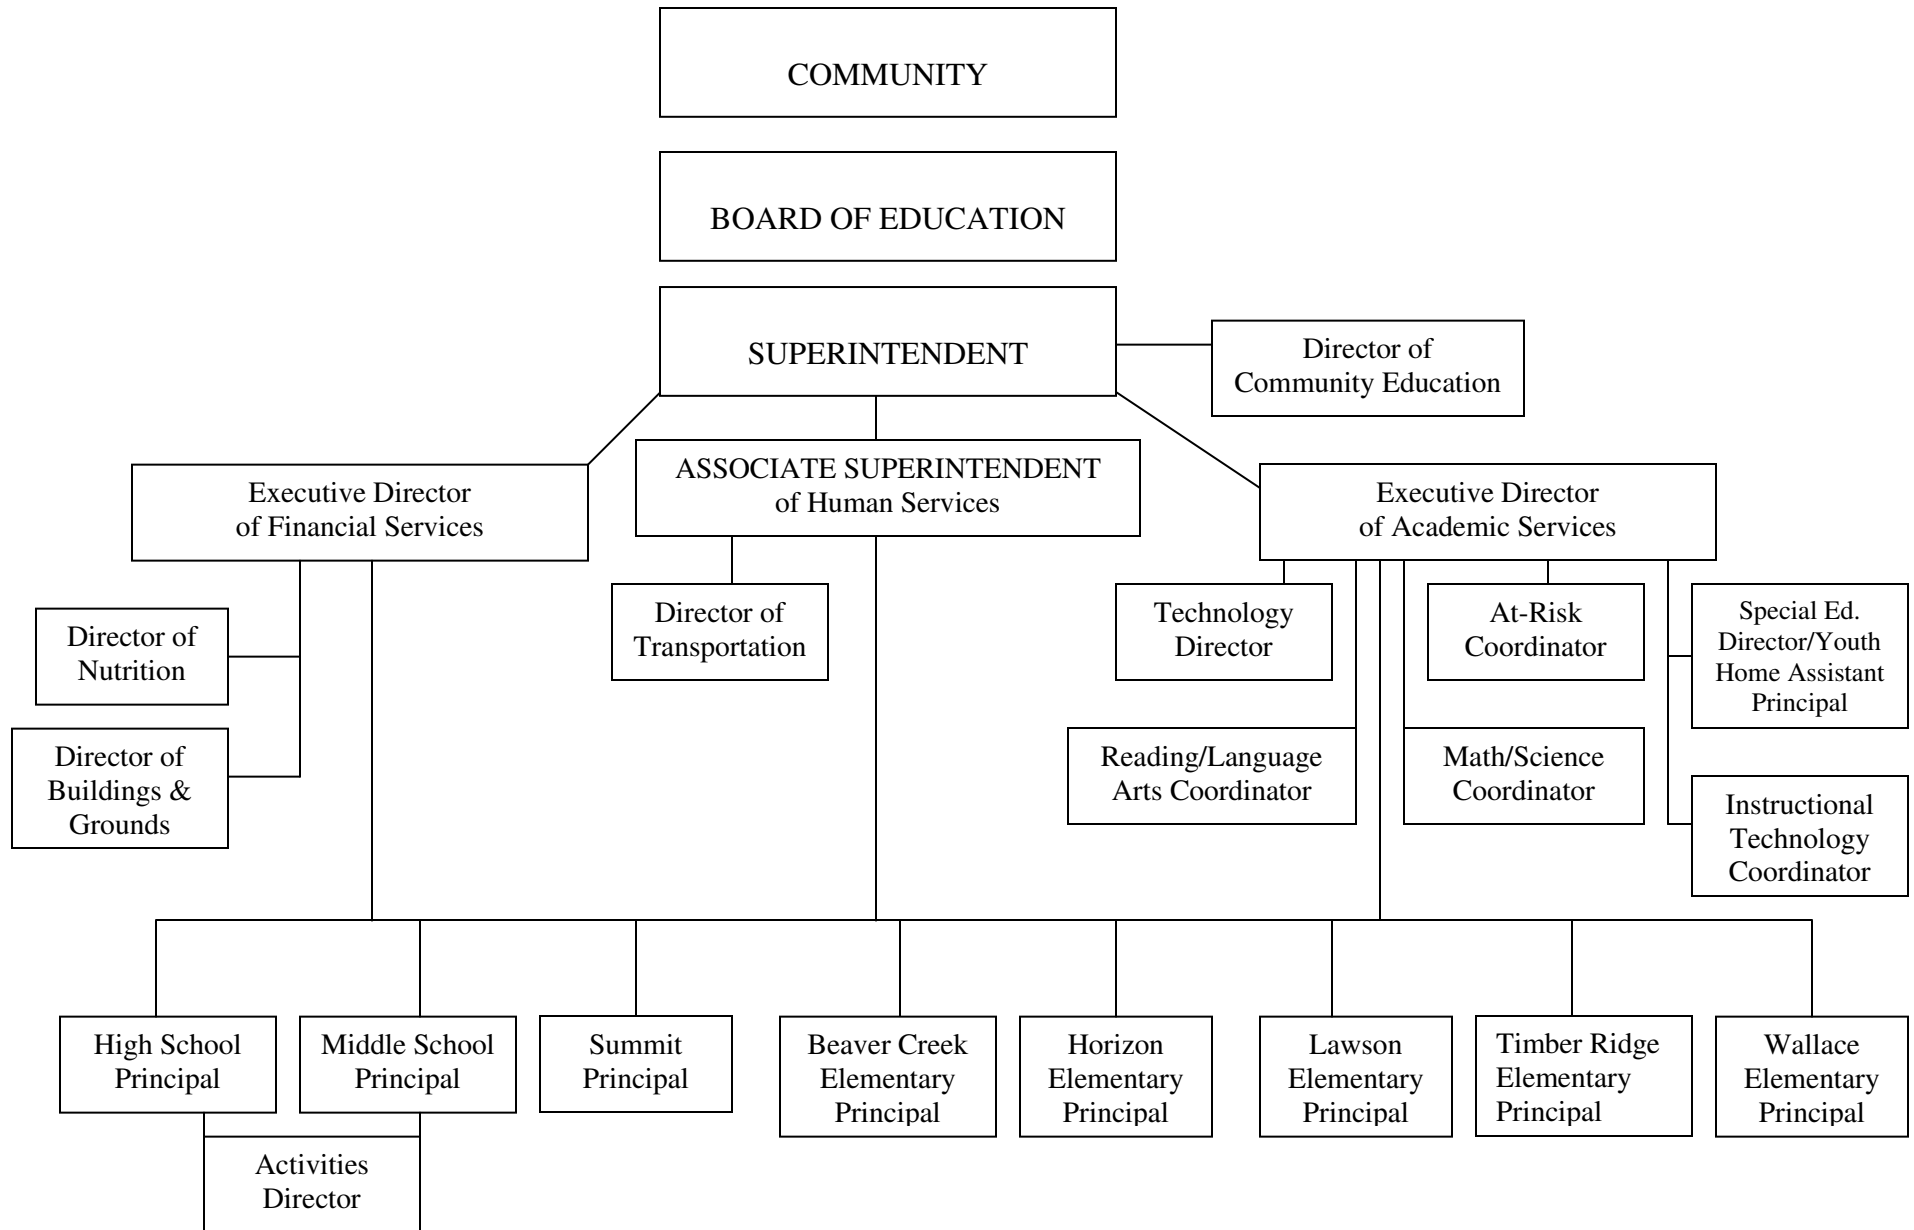 COMMUNITY
BOARD OF EDUCATION
SUPERINTENDENT
Director of
Community Education
Executive Director
of Financial Services
ASSOCIATE SUPERINTENDENT
of Human Services
Executive Director
of Academic Services
Director of
Nutrition
Director of
Buildings &
Grounds
Director of
Transportation
Technology
Director
At-Risk
Coordinator
Special Ed.
Director/Youth
Home Assistant
Principal
Reading/Language
Arts Coordinator
Math/Science
Coordinator
Instructional
Technology
Coordinator
High School
Principal
Middle School
Principal
Summit
Principal
Beaver Creek
Elementary
Principal
Horizon
Elementary
Principal
Lawson
Elementary
Principal
Timber Ridge
Elementary
Principal
Wallace
Elementary
Principal
Activities
Director